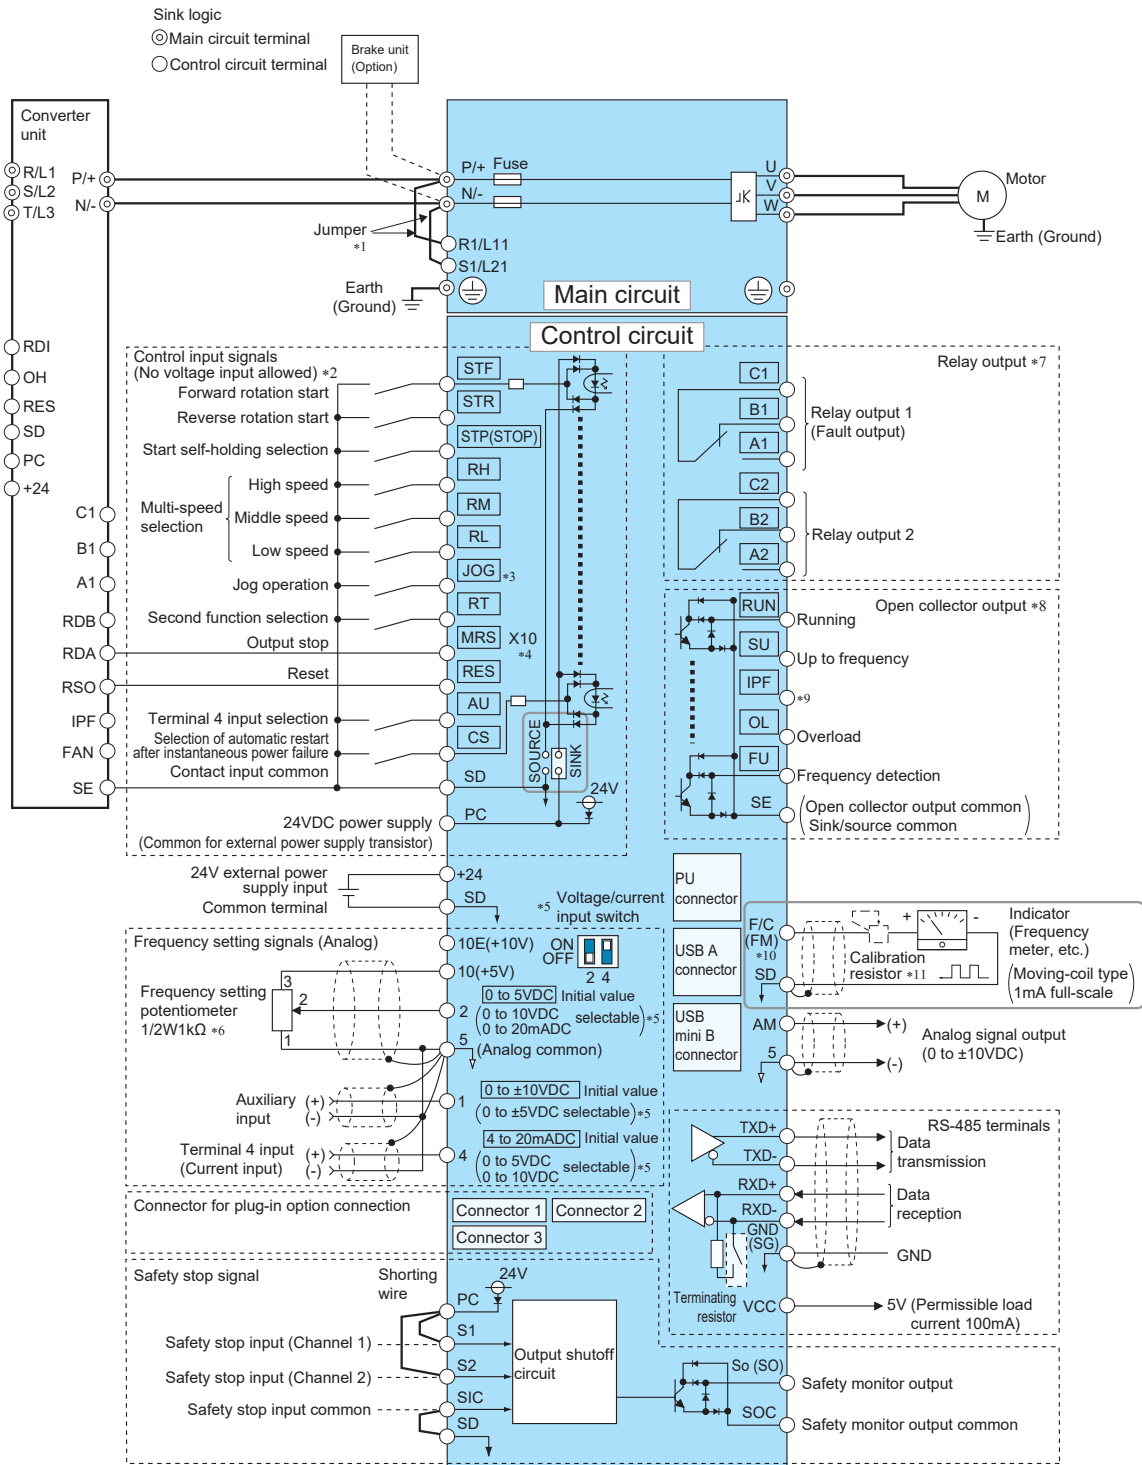 Sink logic
Main circuit terminal
Control circuit terminal
Brake unit
(Option)
Converter
unit
R/L1
S/L2
T/L3
P/+
N/-
P/+
Fuse
N/-
Jumper
*1
R1/L11
S1/L21
Earth
(Ground)
U
V
W
Motor
M
Earth (Ground)
Main circuit
Control circuit
RDI
OH
RES
SD
PC
+24
C1
B1
A1
RDB
RDA
RSO
IPF
FAN
SE
Control input signals
(No voltage input allowed) *2
Forward rotation start
Reverse rotation start
Start self-holding selection
Multi-speed
selection
High speed
Middle speed
Low speed
Jog operation
Second function selection
Output stop
Reset
Terminal 4 input selection
Selection of automatic restart
after instantaneous power failure
Contact input common
24VDC power supply
(Common for external power supply transistor)
STF
STR
STP(STOP)
RH
RM
RL
JOG *3
RT
MRS X10
*4
RES
AU
CS
SD
PC
SOURCE
SINK
24V
Relay output *7
C1
B1
A1
Relay output 1
(Fault output)
C2
B2
A2
Relay output 2
Open collector output *8
RUN
Running
SU
Up to frequency
IPF
*9
OL
Overload
FU
Frequency detection
SE
Open collector output common
Sink/source common
24V external power
supply input
Common terminal
+24
SD
*5 Voltage/current
input switch
ON
OFF
2 4
Frequency setting signals (Analog)
Frequency setting
potentiometer
1/2W1kΩ *6
3
2
1
10E(+10V)
10(+5V)
2
0 to 5VDC Initial value
0 to 10VDC
0 to 20mADC
selectable *5
5
(Analog common)
Auxiliary
input
(+)
(-)
1
0 to ±10VDC Initial value
(0 to ±5VDC selectable) *5
Terminal 4 input
(Current input)
(+)
(-)
4
4 to 20mADC Initial value
0 to 5VDC
0 to 10VDC
selectable *5
PU
connector
USB A
connector
USB
mini B
connector
F/C
(FM)
*10
SD
+
-
Calibration
resistor *11
Indicator
(Frequency
meter, etc.)
(Moving-coil type
1mA full-scale)
AM
5
(+)
(-)
Analog signal output
(0 to ±10VDC)
RS-485 terminals
TXD+
TXD-
Data
transmission
RXD+
RXD-
Data
reception
GND
(SG)
GND
Terminating
resistor
VCC
5V (Permissible load
current 100mA)
Connector for plug-in option connection
Connector 1
Connector 2
Connector 3
Safety stop signal
Shorting
wire
24V
PC
S1
S2
SIC
SD
Safety stop input (Channel 1)
Safety stop input (Channel 2)
Safety stop input common
Output shutoff
circuit
So (SO)
SOC
Safety monitor output
Safety monitor output common